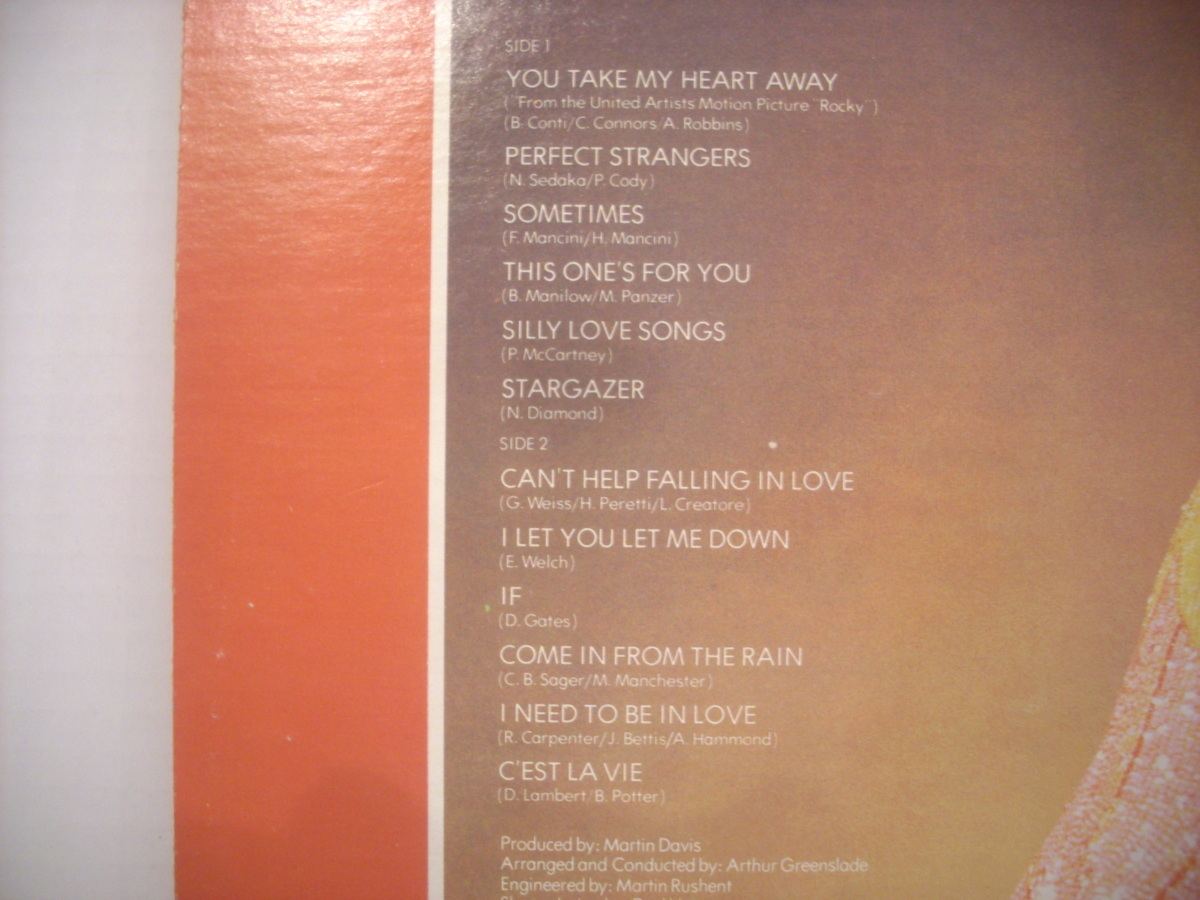 SIDE 1
YOU TAKE MY HEART AWAY
("From the United Artists Motion Picture "Rocky")
(B. Conti/C. Connors/A. Robbins)
PERFECT STRANGERS
(N. Sedaka/P. Cody)
SOMETIMES
(F. Mancini/H. Mancini)
THIS ONE'S FOR YOU
(B. Manilow/M. Panzer)
SILLY LOVE SONGS
(P. McCartney)
STARGAZER
(N. Diamond)
SIDE 2
CAN'T HELP FALLING IN LOVE
(G. Weiss/H. Peretti/L. Creatore)
I LET YOU LET ME DOWN
(E. Welch)
IF
(D. Gates)
COME IN FROM THE RAIN
(C. B. Sager/M. Manchester)
I NEED TO BE IN LOVE
(R. Carpenter/J. Bettis/A. Hammond)
C'EST LA VIE
(D. Lambert/B. Potter)
Produced by: Martin Davis
Arranged and Conducted by: Arthur Greenslade
Engineered by: Martin Rushent